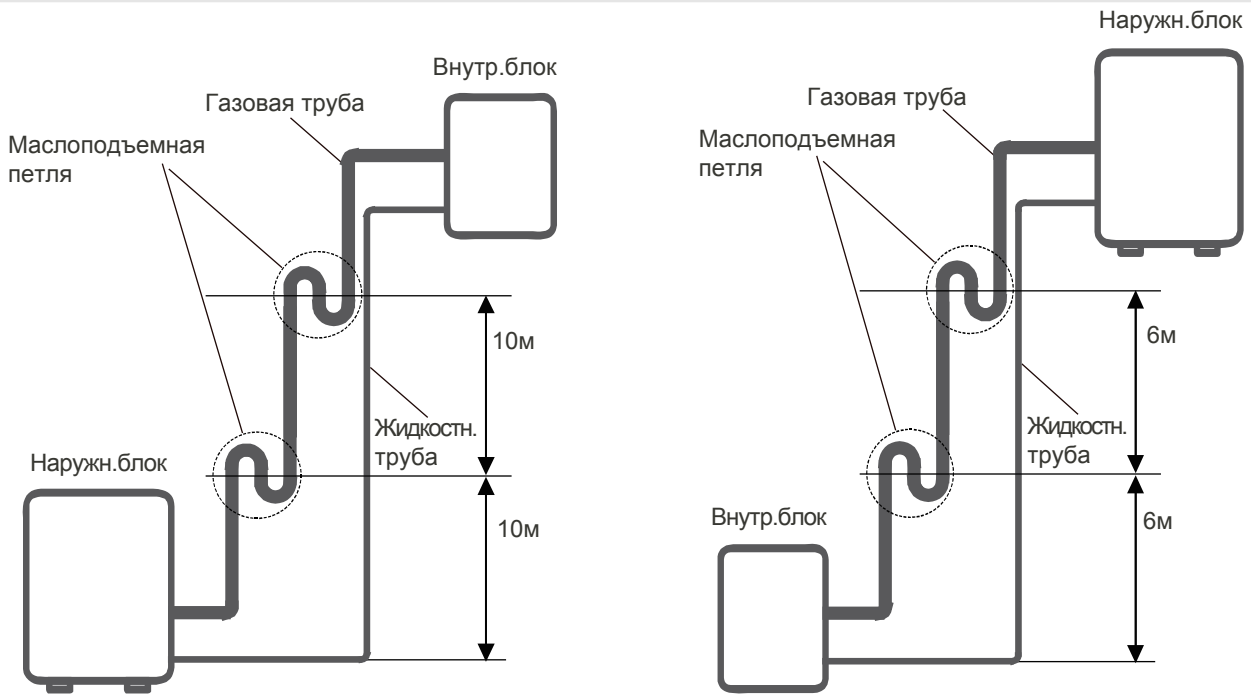 Внутр.блок
Газовая труба
Маслоподъемная
петля
10м
Жидкостн.
труба
Наружн.блок
10м
Наружн.блок
Газовая труба
Маслоподъемная
петля
6м
Жидкостн.
труба
Внутр.блок
6м